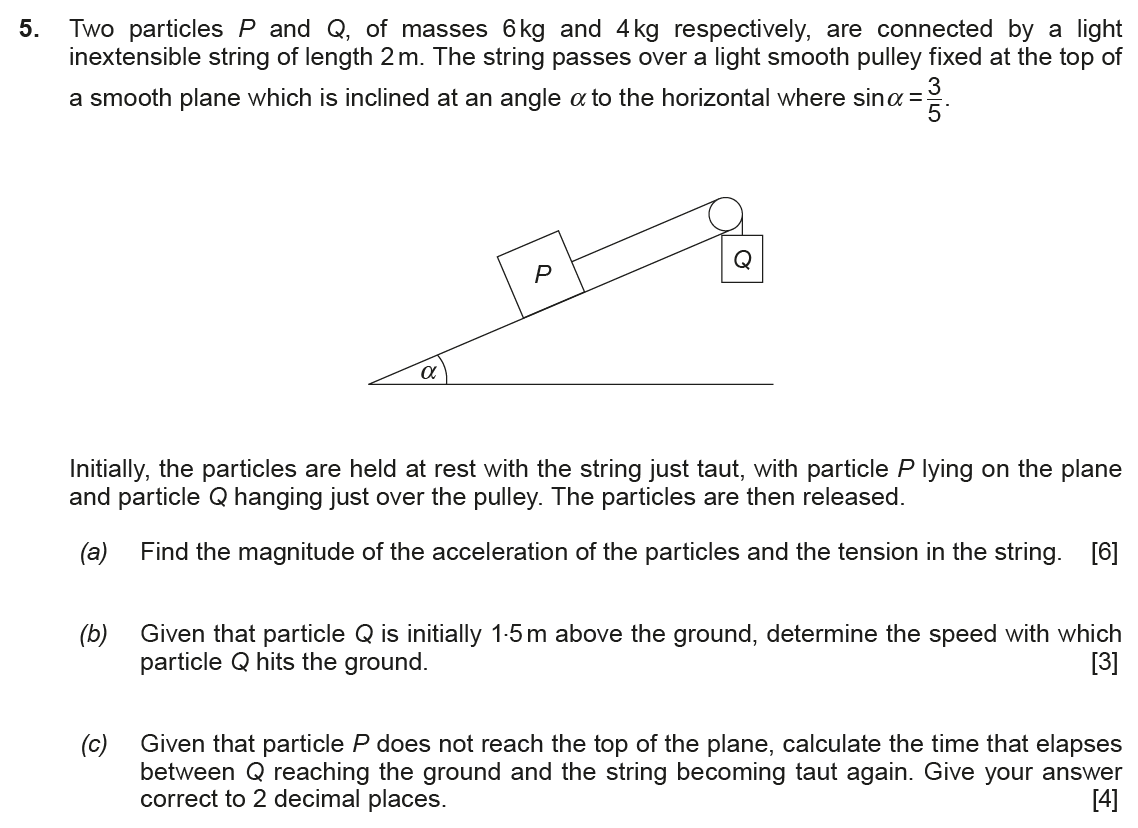 5. Two particles P and Q, of masses 6 kg and 4 kg respectively, are connected by a light
inextensible string of length 2 m. The string passes over a light smooth pulley fixed at the top of
a smooth plane which is inclined at an angle α to the horizontal where sin α = 3/5.
P
Q
α
Initially, the particles are held at rest with the string just taut, with particle P lying on the plane
and particle Q hanging just over the pulley. The particles are then released.
(a) Find the magnitude of the acceleration of the particles and the tension in the string. [6]
(b) Given that particle Q is initially 1·5 m above the ground, determine the speed with which
particle Q hits the ground. [3]
(c) Given that particle P does not reach the top of the plane, calculate the time that elapses
between Q reaching the ground and the string becoming taut again. Give your answer
correct to 2 decimal places. [4]